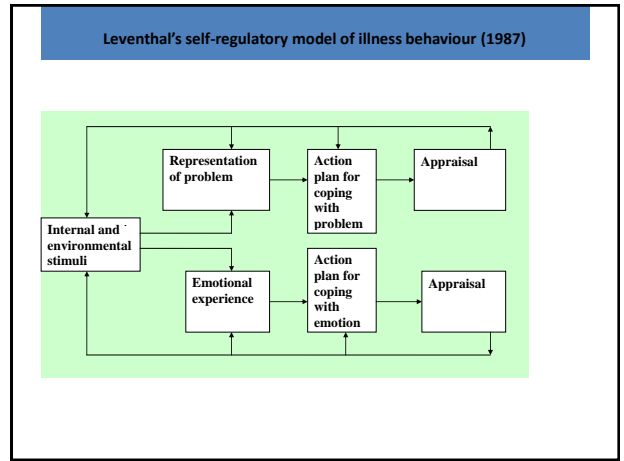 Leventhal's self-regulatory model of illness behaviour (1987)
Representation
of problem
Action
plan for
coping
with
problem
Appraisal
Internal and
environmental
stimuli
Emotional
experience
Action
plan for
coping
with
emotion
Appraisal